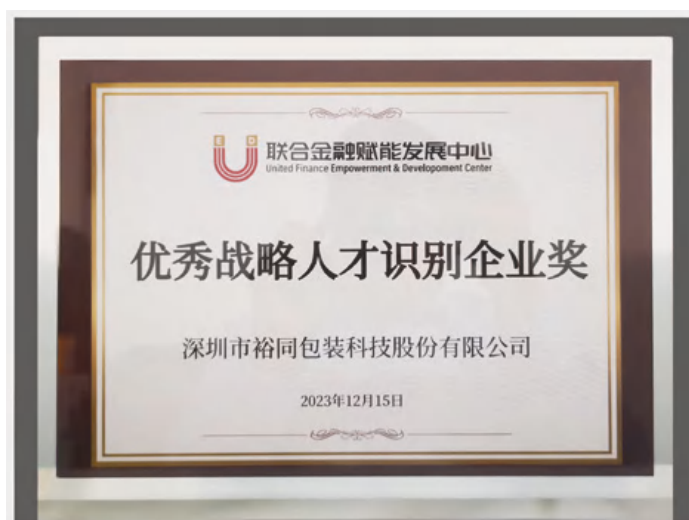 联合金融赋能发展中心
United Finance Empowerment & Developoment Center
优秀战略人才识别企业奖
深圳市裕同包装科技股份有限公司
2023年12月15日